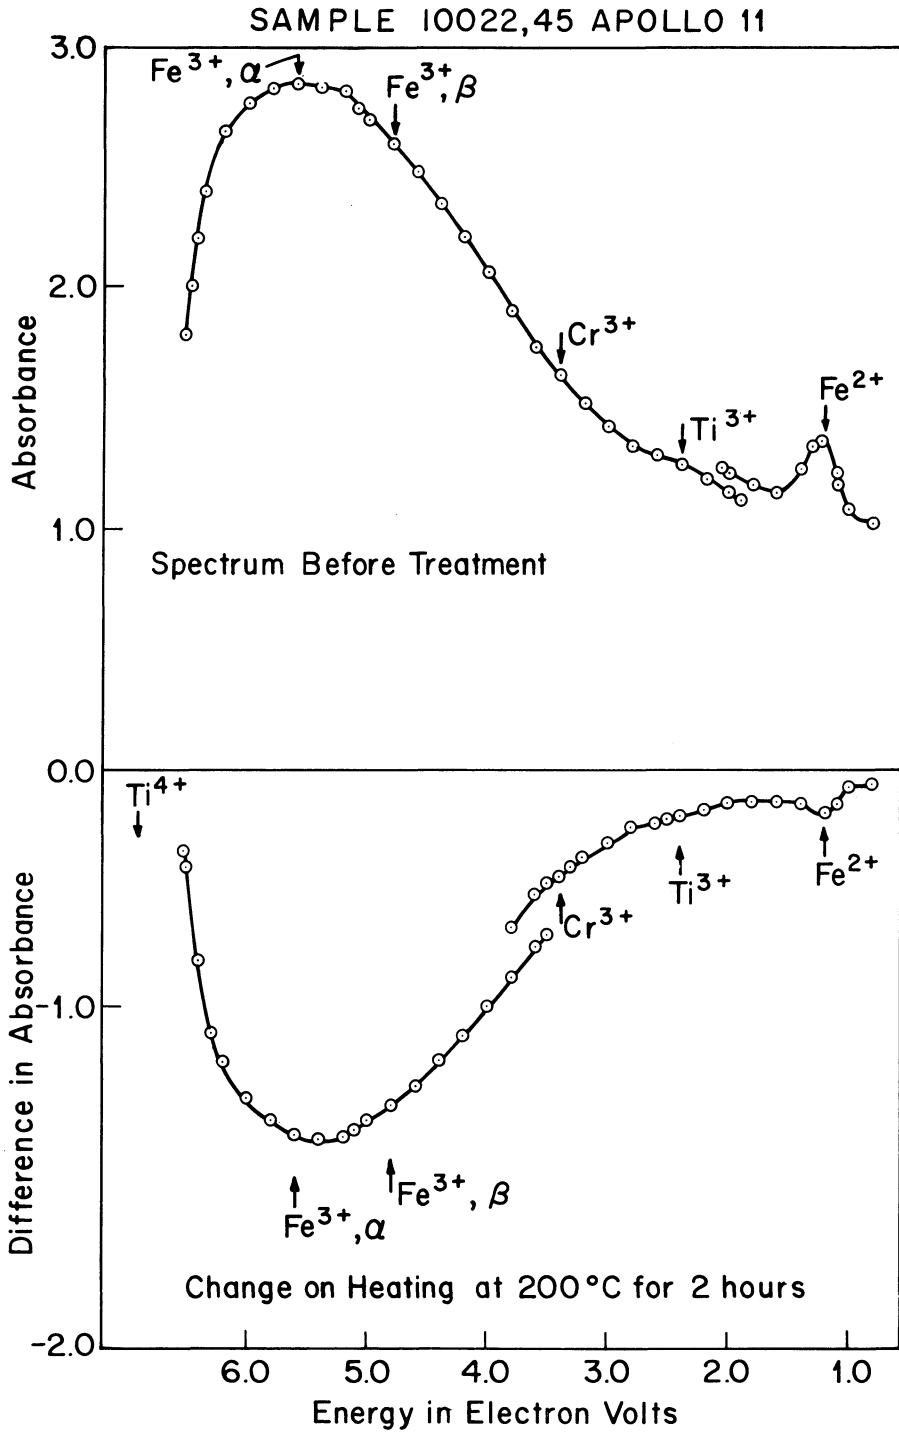 SAMPLE 10022,45 APOLLO 11
3.0
Fe3+, α
Fe3+, β
2.0
Cr3+
Fe2+
Ti3+
Absorbance
1.0
Spectrum Before Treatment
0.0
Ti4+
Fe2+
Ti3+
Cr3+
Difference in Absorbance
-1.0
Fe3+, β
Fe3+, α
Change on Heating at 200°C for 2 hours
-2.0
6.0 5.0 4.0 3.0 2.0 1.0
Energy in Electron Volts